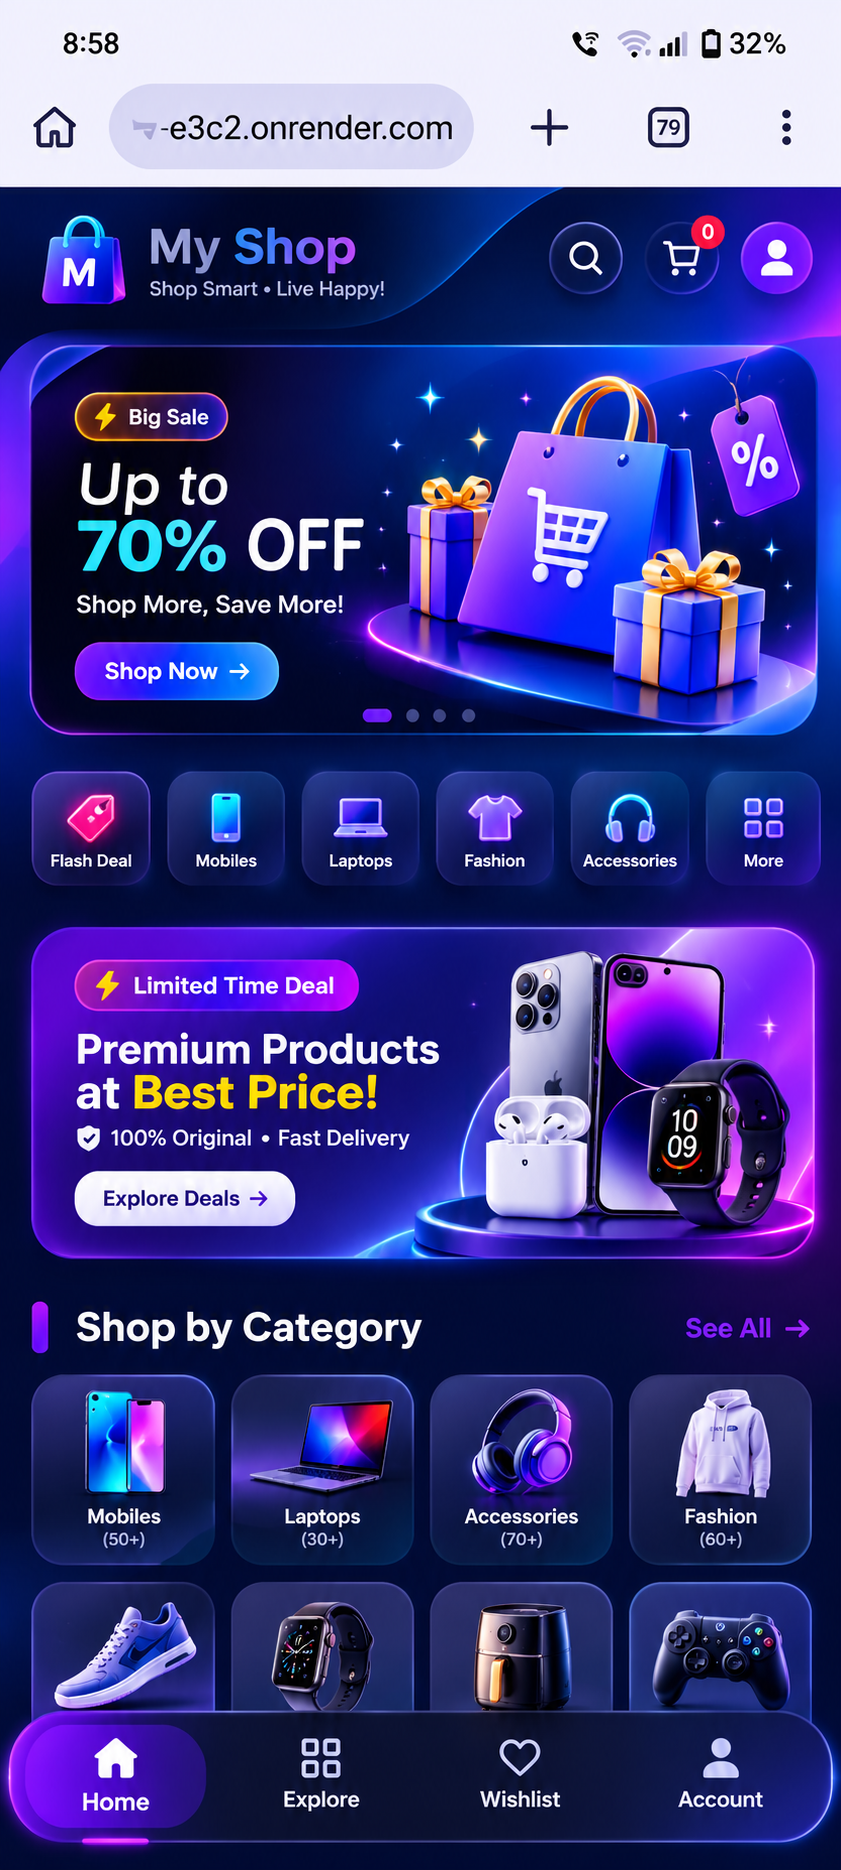 8:58
32%
-e3c2.onrender.com
79
M
My Shop
Shop Smart • Live Happy!
0
Big Sale
Up to
70% OFF
Shop More, Save More!
Shop Now →
%
Flash Deal
Mobiles
Laptops
Fashion
Accessories
More
Limited Time Deal
Premium Products
at Best Price!
100% Original • Fast Delivery
Explore Deals →
10
09
Shop by Category
See All →
Mobiles
(50+)
Laptops
(30+)
Accessories
(70+)
Fashion
(60+)
Home
Explore
Wishlist
Account